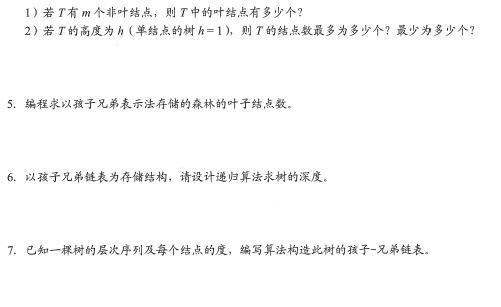 1）若 T 有 m 个非叶结点，则 T 中的叶结点有多少个？
2）若 T 的高度为 h（单结点的树 h = 1），则 T 的结点数最多为多少个？最少为多少个？
5. 编程求以孩子兄弟表示法存储的森林的叶子结点数。
6. 以孩子兄弟链表为存储结构，请设计递归算法求树的深度。
7. 已知一棵树的层次序列及每个结点的度，编写算法构造此树的孩子-兄弟链表。